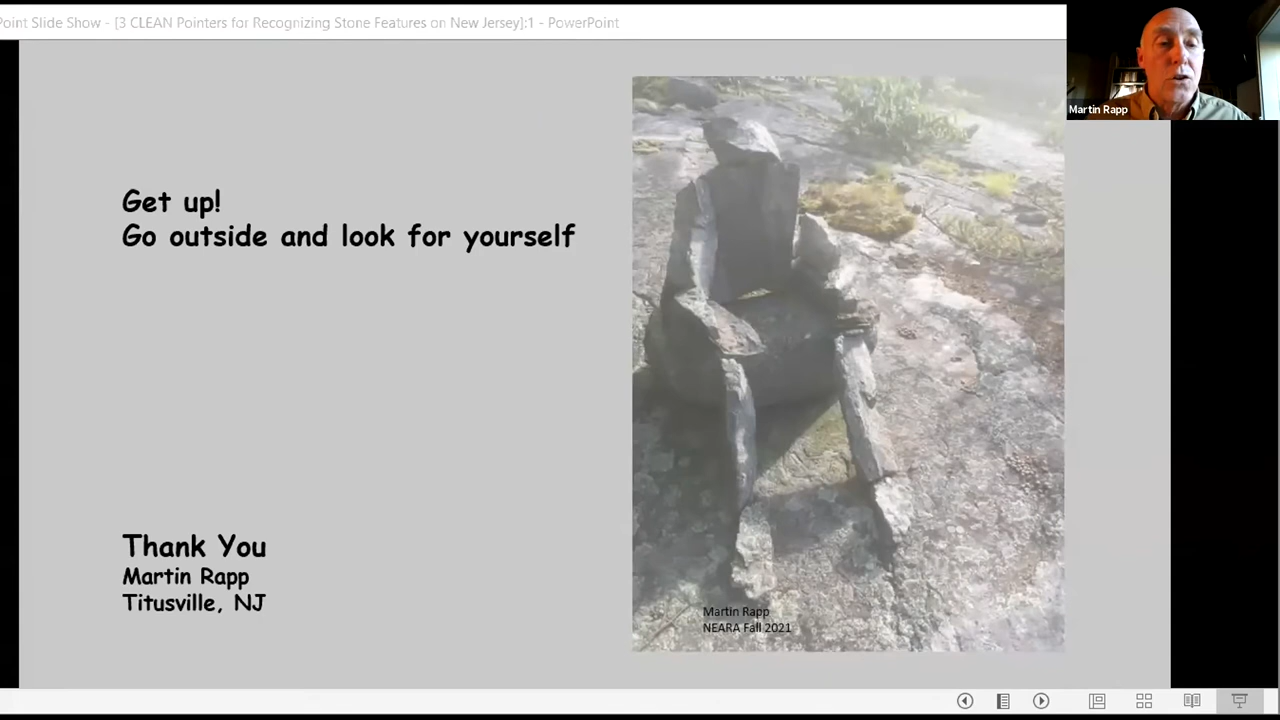 Point Slide Show - [3 CLEAN Pointers for Recognizing Stone Features on New Jersey]:1 - PowerPoint
Martin Rapp
Get up!
Go outside and look for yourself
Thank You
Martin Rapp
Titusville, NJ
Martin Rapp
NEARA Fall 2021